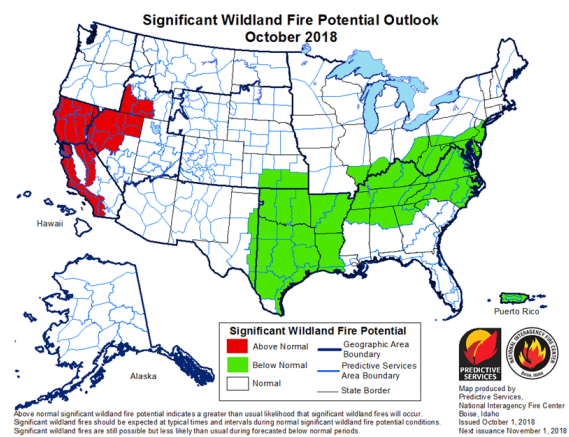 Significant Wildland Fire Potential Outlook
October 2018
Hawaii
Alaska
Puerto Rico
Significant Wildland Fire Potential
Above Normal
Below Normal
Normal
Geographic Area
Boundary
Predictive Services
Area Boundary
State Border
PREDICTIVE
SERVICES
NATIONAL INTERAGENCY FIRE CENTER
Boise, Idaho
Map produced by
Predictive Services,
National Interagency Fire Center
Boise, Idaho
Issued October 1, 2018
Next issuance November 1, 2018
Above normal significant wildland fire potential indicates a greater than usual likelihood that significant wildland fires will occur.
Significant wildland fires should be expected at typical times and intervals during normal significant wildland fire potential conditions.
Significant wildland fires are still possible but less likely than usual during forecasted below normal periods.